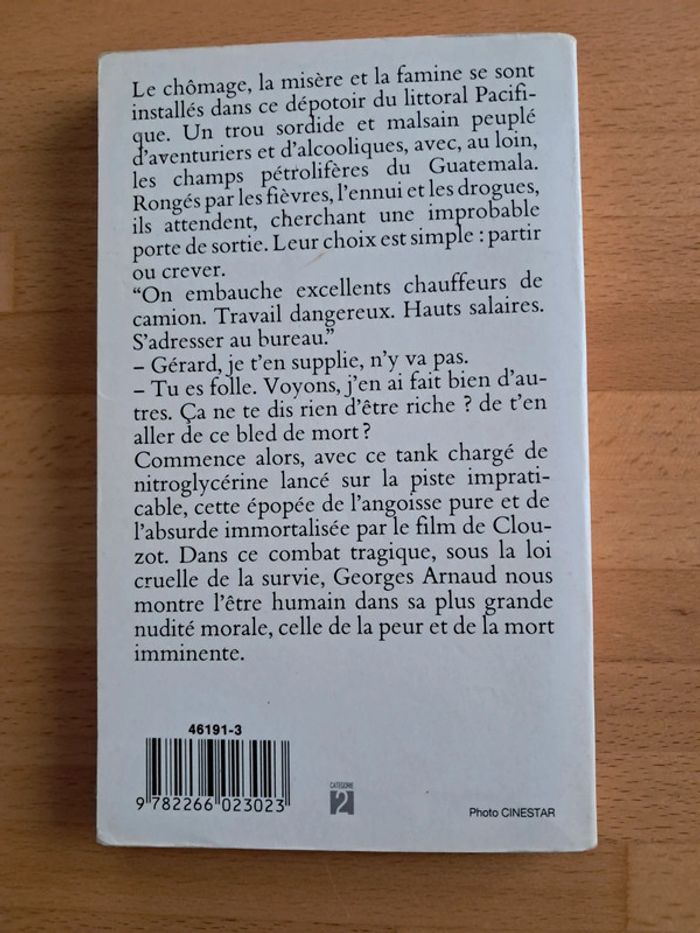 Le chômage, la misère et la famine se sont
installés dans ce dépotoir du littoral Pacifi-
que. Un trou sordide et malsain peuplé
d'aventuriers et d'alcooliques, avec, au loin,
les champs pétrolifères du Guatemala.
Rongés par les fièvres, l'ennui et les drogues,
ils attendent, cherchant une improbable
porte de sortie. Leur choix est simple : partir
ou crever.
“On embauche excellents chauffeurs de
camion. Travail dangereux. Hauts salaires.
S'adresser au bureau.”
– Gérard, je t'en supplie, n'y va pas.
– Tu es folle. Voyons, j'en ai fait bien d'au-
tres. Ça ne te dis rien d'être riche ? de t'en
aller de ce bled de mort ?
Commence alors, avec ce tank chargé de
nitroglycérine lancé sur la piste imprati-
cable, cette épopée de l'angoisse pure et de
l'absurde immortalisée par le film de Clou-
zot. Dans ce combat tragique, sous la loi
cruelle de la survie, Georges Arnaud nous
montre l'être humain dans sa plus grande
nudité morale, celle de la peur et de la mort
imminente.
46191-3
9 782266 023023
CATEGORIE
2
Photo CINESTAR